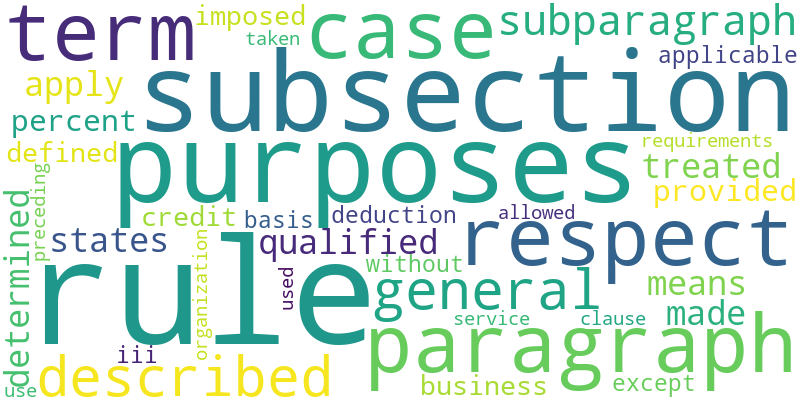 term
imposed
taken
case
subparagraph
applicable
apply
subsection
percent
defined
purposes
requirements
treated
provided
preceding
determined
credit
basis
deduction
allowed
states
qualified
respect
organization
rule
used
without
general
means
made
service
clause
iii
described
paragraph
use
business
except